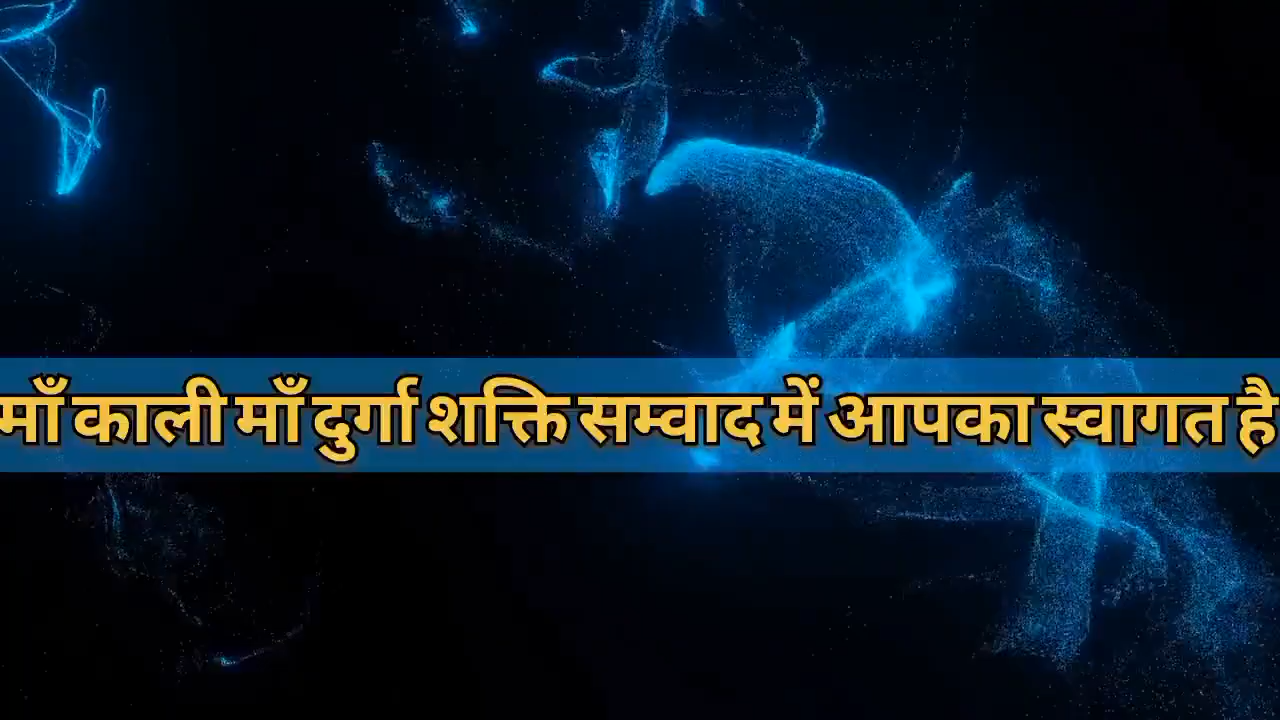 माँ काली माँ दुर्गा शक्ति सम्वाद में आपका स्वागत है